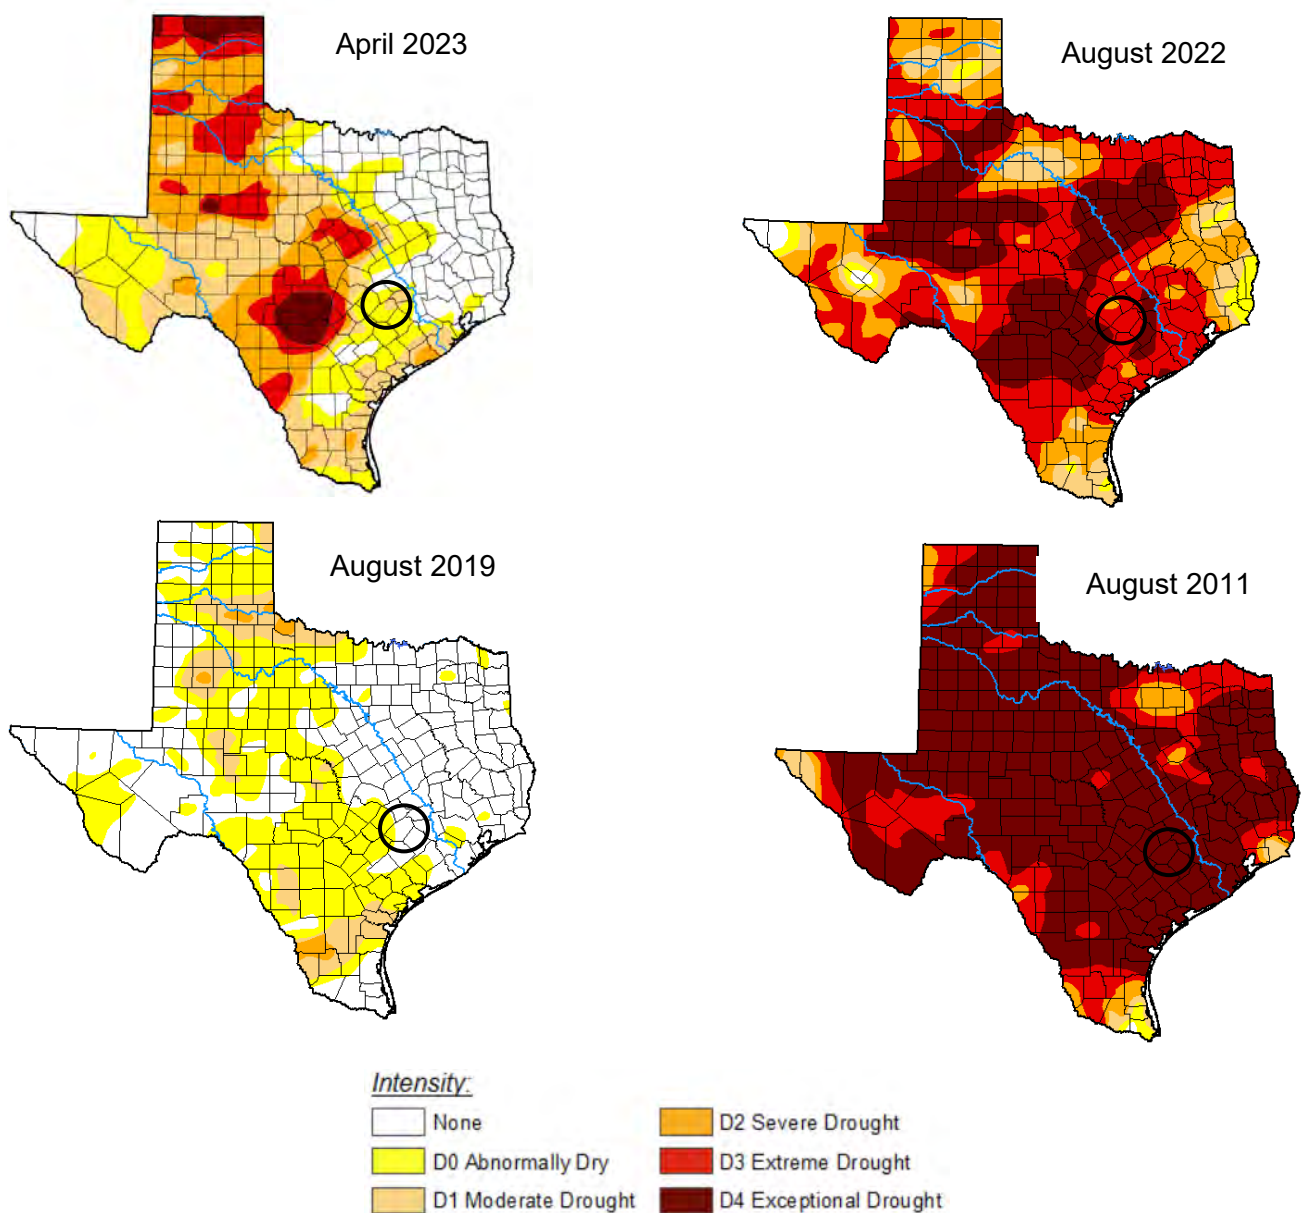 April 2023
August 2022
August 2019
August 2011
Intensity:
None
D0 Abnormally Dry
D1 Moderate Drought
D2 Severe Drought
D3 Extreme Drought
D4 Exceptional Drought